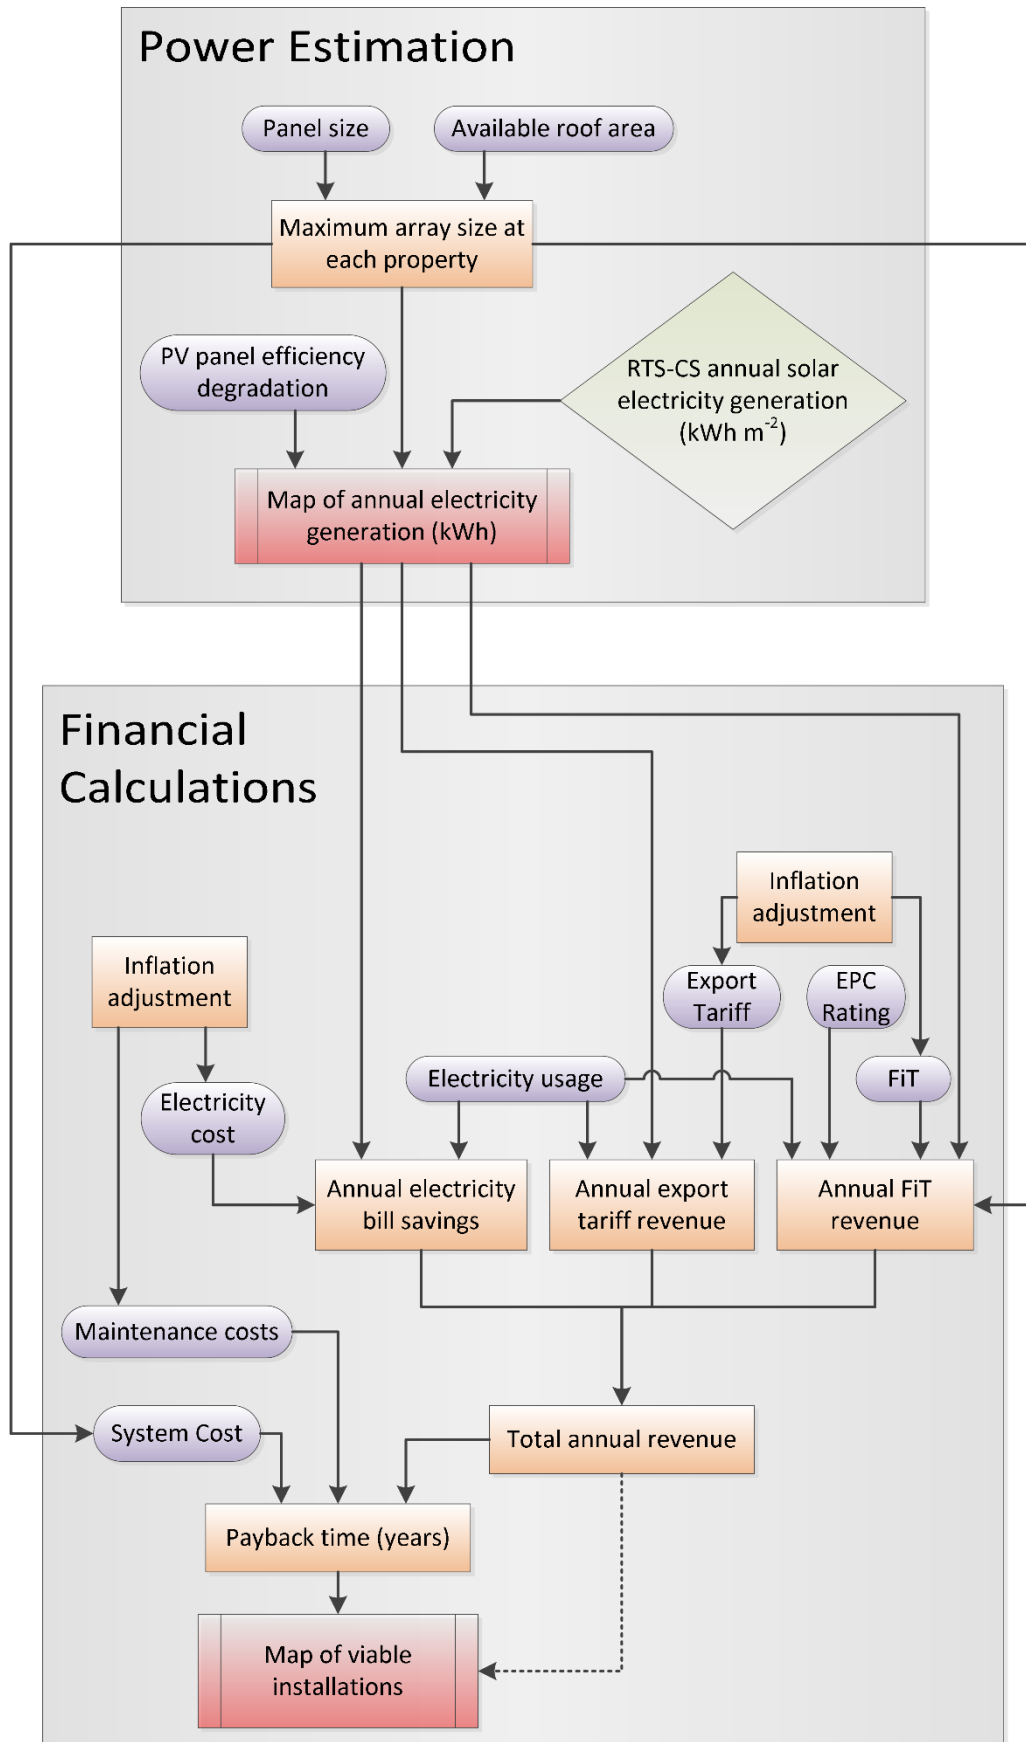 Power Estimation
Panel size
Available roof area
Maximum array size at
each property
PV panel efficiency
degradation
RTS-CS annual solar
electricity generation
(kWh m⁻²)
Map of annual electricity
generation (kWh)
Financial
Calculations
Inflation
adjustment
Inflation
adjustment
Export
Tariff
EPC
Rating
Electricity usage
FiT
Electricity
cost
Annual electricity
bill savings
Annual export
tariff revenue
Annual FiT
revenue
Maintenance costs
System Cost
Total annual revenue
Payback time (years)
Map of viable
installations